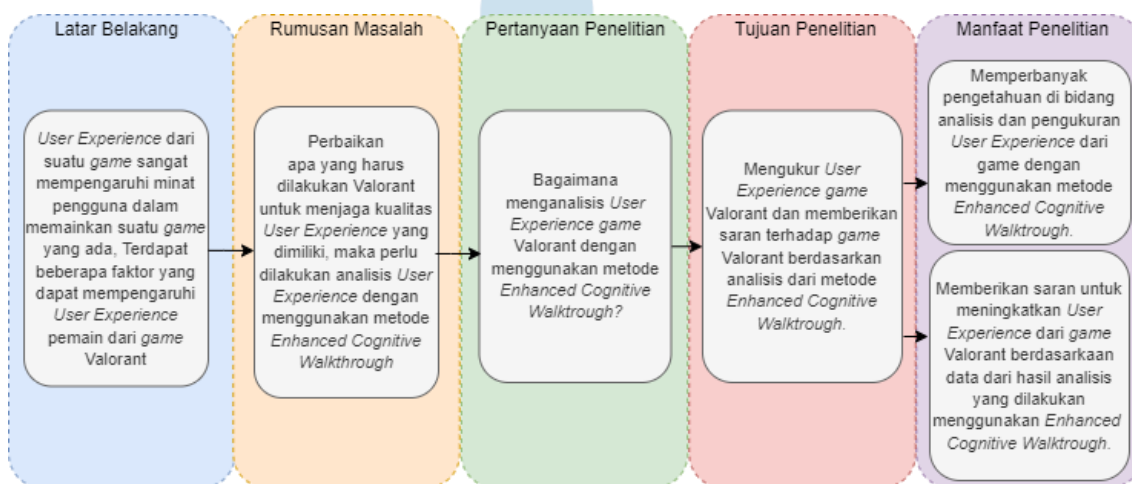 Latar Belakang
User Experience dari
suatu game sangat
mempengaruhi minat
pengguna dalam
memainkan suatu game
yang ada, Terdapat
beberapa faktor yang
dapat mempengaruhi
User Experience
pemain dari game
Valorant
Rumusan Masalah
Perbaikan
apa yang harus
dilakukan Valorant
untuk menjaga kualitas
User Experience yang
dimiliki, maka perlu
dilakukan analisis User
Experience dengan
menggunakan metode
Enhanced Cognitive
Walkthrough
Pertanyaan Penelitian
Bagaimana
menganalisis User
Experience game
Valorant dengan
menggunakan metode
Enhanced Cognitive
Walktrough?
Tujuan Penelitian
Mengukur User
Experience game
Valorant dan memberikan
saran terhadap game
Valorant berdasarkan
analisis dari metode
Enhanced Cognitive
Walktrough.
Manfaat Penelitian
Memperbanyak
pengetahuan di bidang
analisis dan pengukuran
User Experience dari
game dengan
menggunakan metode
Enhanced Cognitive
Walktrough.
Memberikan saran untuk
meningkatkan User
Experience dari game
Valorant berdasarkaan
data dari hasil analisis
yang dilakukan
menggunakan Enhanced
Cognitive Walktrough.